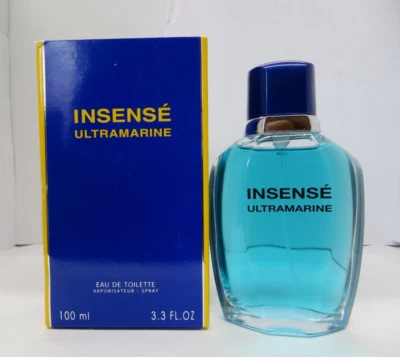 INSENSÉ
ULTRAMARINE
EAU DE TOILETTE
VAPORISATEUR - SPRAY
100 ml 3.3 FL.OZ
INSENSÉ
ULTRAMARINE